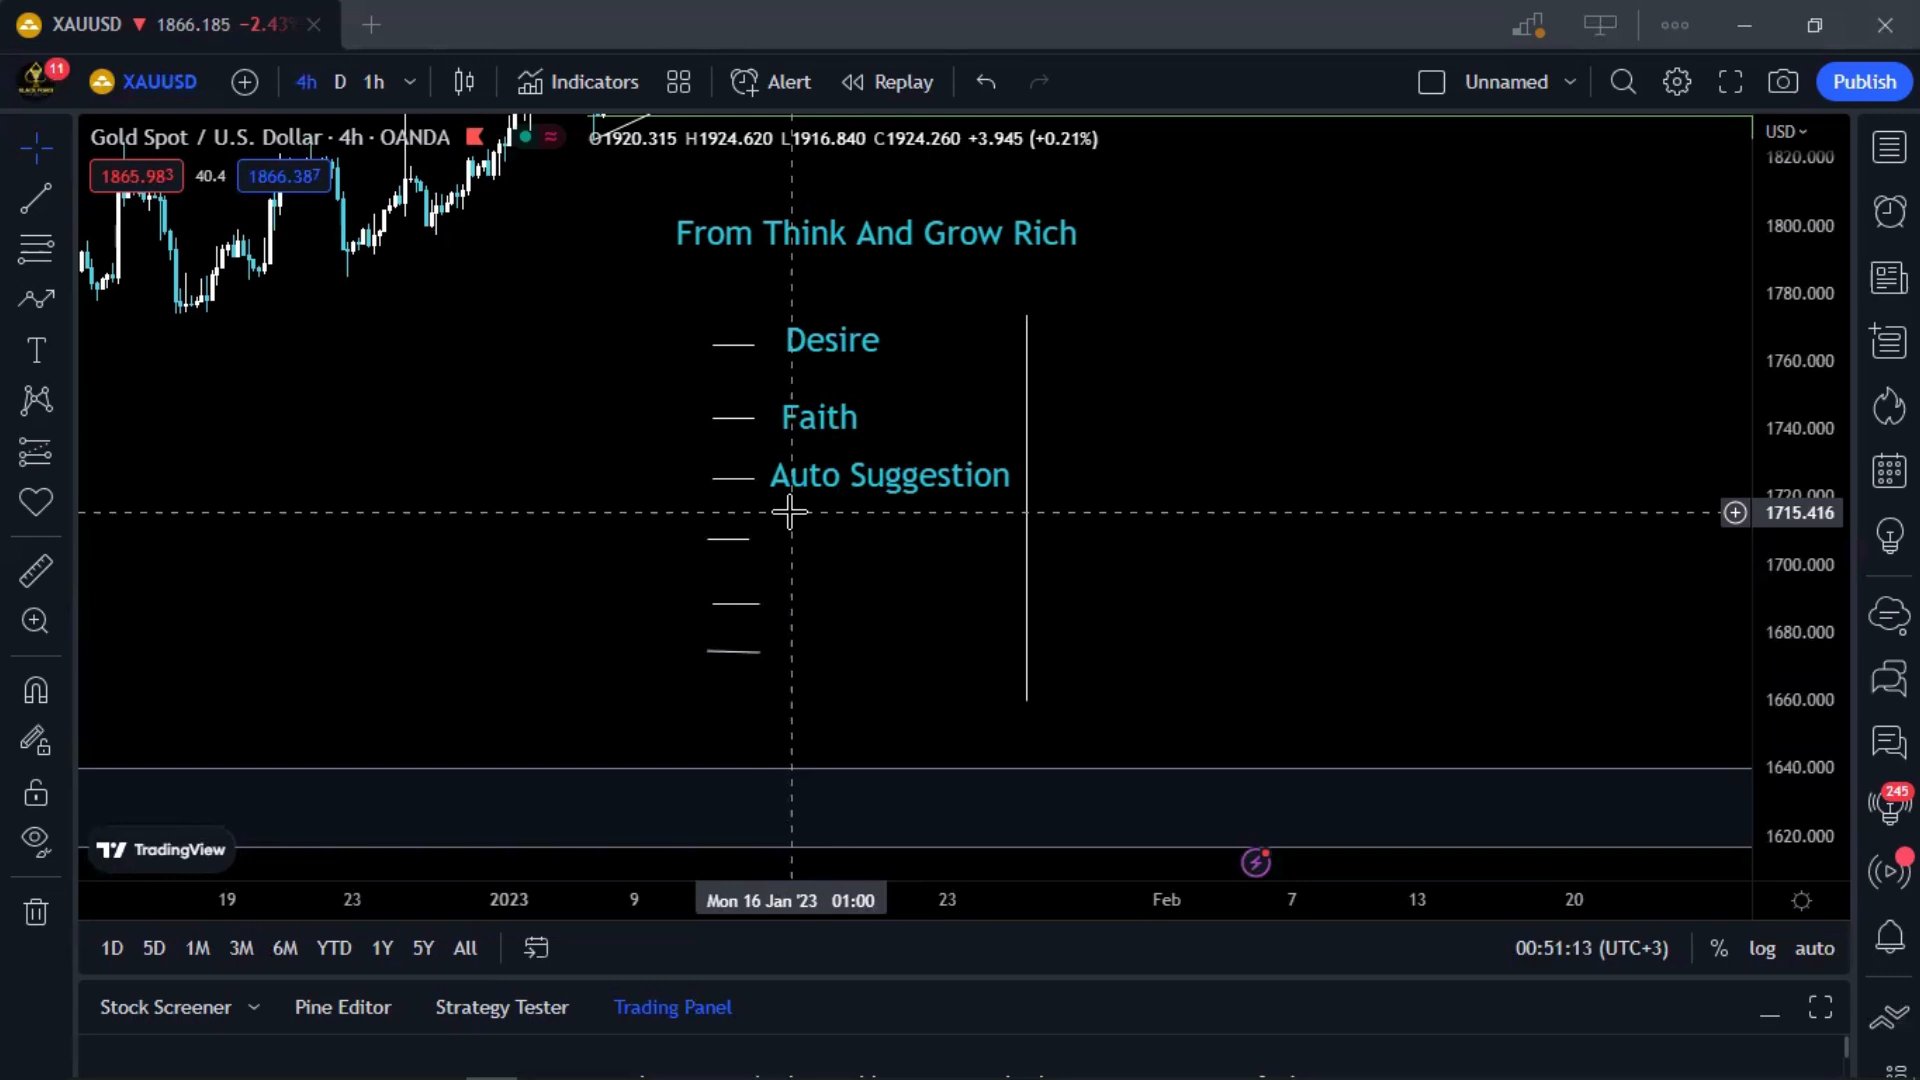 XAUUSD ▼ 1866.185 −2.43%
11 XAUUSD 4h D 1h Indicators Alert Replay Unnamed Publish
Gold Spot / U.S. Dollar · 4h · OANDA O1920.315 H1924.620 L1916.840 C1924.260 +3.945 (+0.21%)
USD
1865.983 40.4 1866.387
1820.000
1800.000
From Think And Grow Rich
1780.000
Desire
1760.000
Faith
1740.000
Auto Suggestion
1720.000
1715.416
1700.000
1680.000
1660.000
1640.000
245
1620.000
TradingView
19 23 2023 9 Mon 16 Jan '23 01:00 23 Feb 7 13 20
1D 5D 1M 3M 6M YTD 1Y 5Y All 00:51:13 (UTC+3) % log auto
Stock Screener Pine Editor Strategy Tester Trading Panel